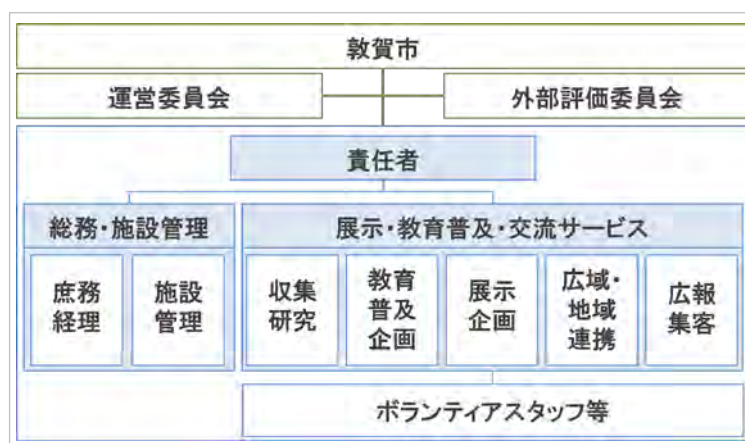 敦賀市
運営委員会
外部評価委員会
責任者
総務・施設管理
展示・教育普及・交流サービス
庶務
経理
施設
管理
収集
研究
教育
普及
企画
展示
企画
広域・
地域
連携
広報
集客
ボランティアスタッフ等